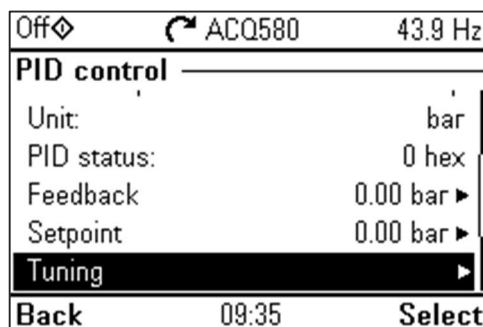 Off ACQ580 43.9 Hz
PID control
Unit: bar
PID status: 0 hex
Feedback 0.00 bar ▸
Setpoint 0.00 bar ▸
Tuning ▸
Back 09:35 Select